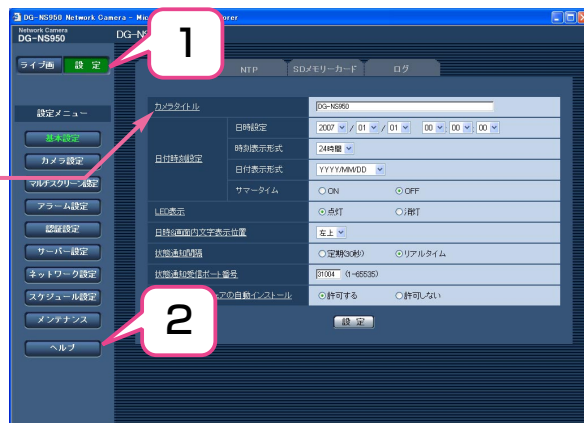 DG-NS950 Network Camera - Mic
orer
Network Camera
DG-NS950
DG-NS
1
ライブ画
設 定
NTP
SDメモリーカード
ログ
設定メニュー
基本設定
カメラ設定
マルチスクリーン設定
アラーム設定
認証設定
サーバー設定
ネットワーク設定
スケジュール設定
メンテナンス
ヘルプ
2
カメラタイトル
DG-NS950
日付時刻設定
日時設定
2007 / 01 / 01 00 : 00 : 00
時刻表示形式
24時間
日付表示形式
YYYY/MM/DD
サマータイム
ON
OFF
LED表示
点灯
消灯
日時&画面内文字表示位置
左上
状態通知間隔
定期(30秒)
リアルタイム
状態通知受信ポート番号
31004 (1-65535)
アの自動インストール
許可する
許可しない
設 定